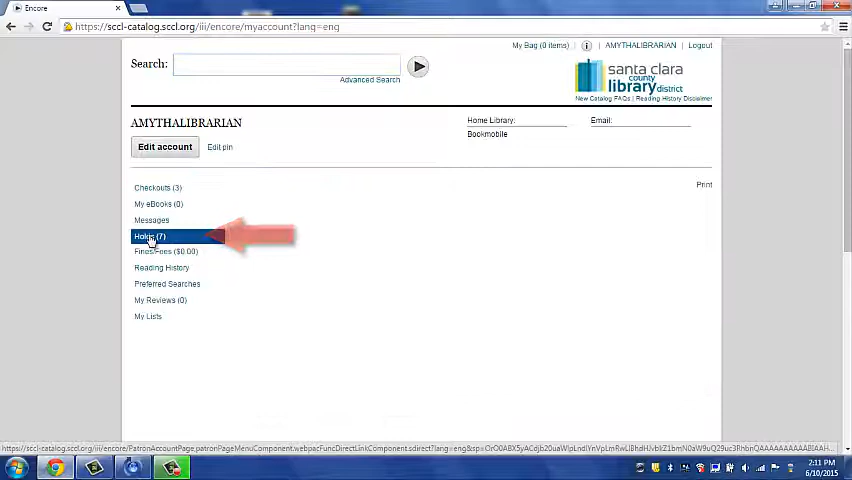 Encore
https://sccl-catalog.sccl.org/iii/encore/myaccount?lang=eng
My Bag (0 items) AMYTHALIBRARIAN Logout
Search:
Advanced Search
santa clara
county
library
district
New Catalog FAQs | Reading History Disclaimer
AMYTHALIBRARIAN
Home Library:
Email:
Bookmobile
Edit account
Edit pin
Checkouts (3)
Print
My eBooks (0)
Messages
Holds (7)
Fines/Fees ($0.00)
Reading History
Preferred Searches
My Reviews (0)
My Lists
2:11 PM
6/10/2015